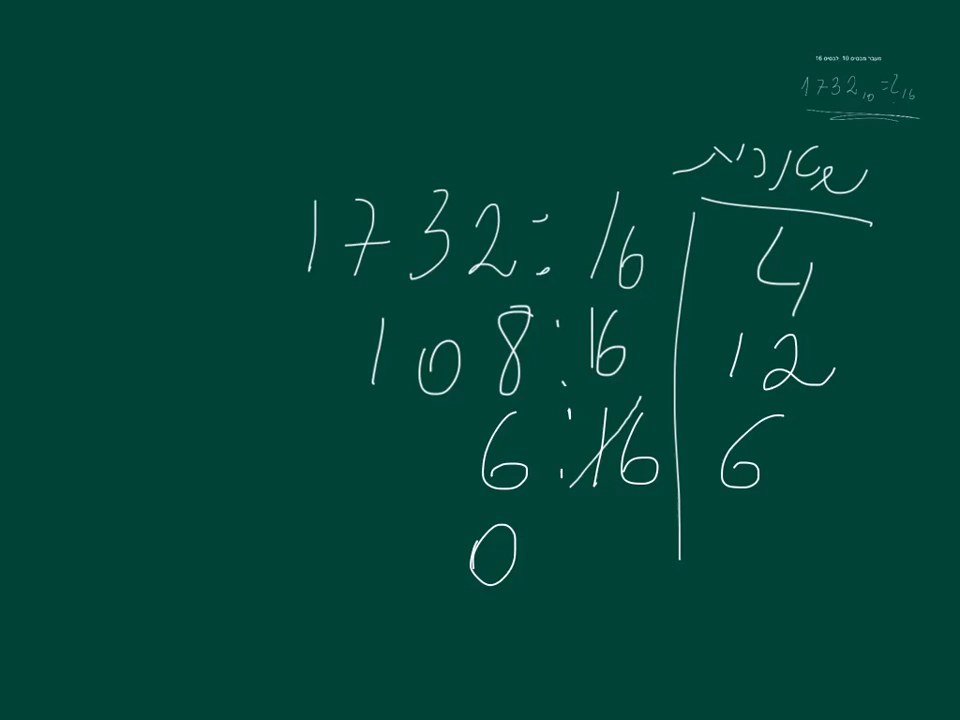 מעבר מבסיס 10 לבסיס 16
1732₁₀ = ?₁₆
שארית
1732 : 16 | 4
108 : 16 | 12
6 : 16 | 6
0